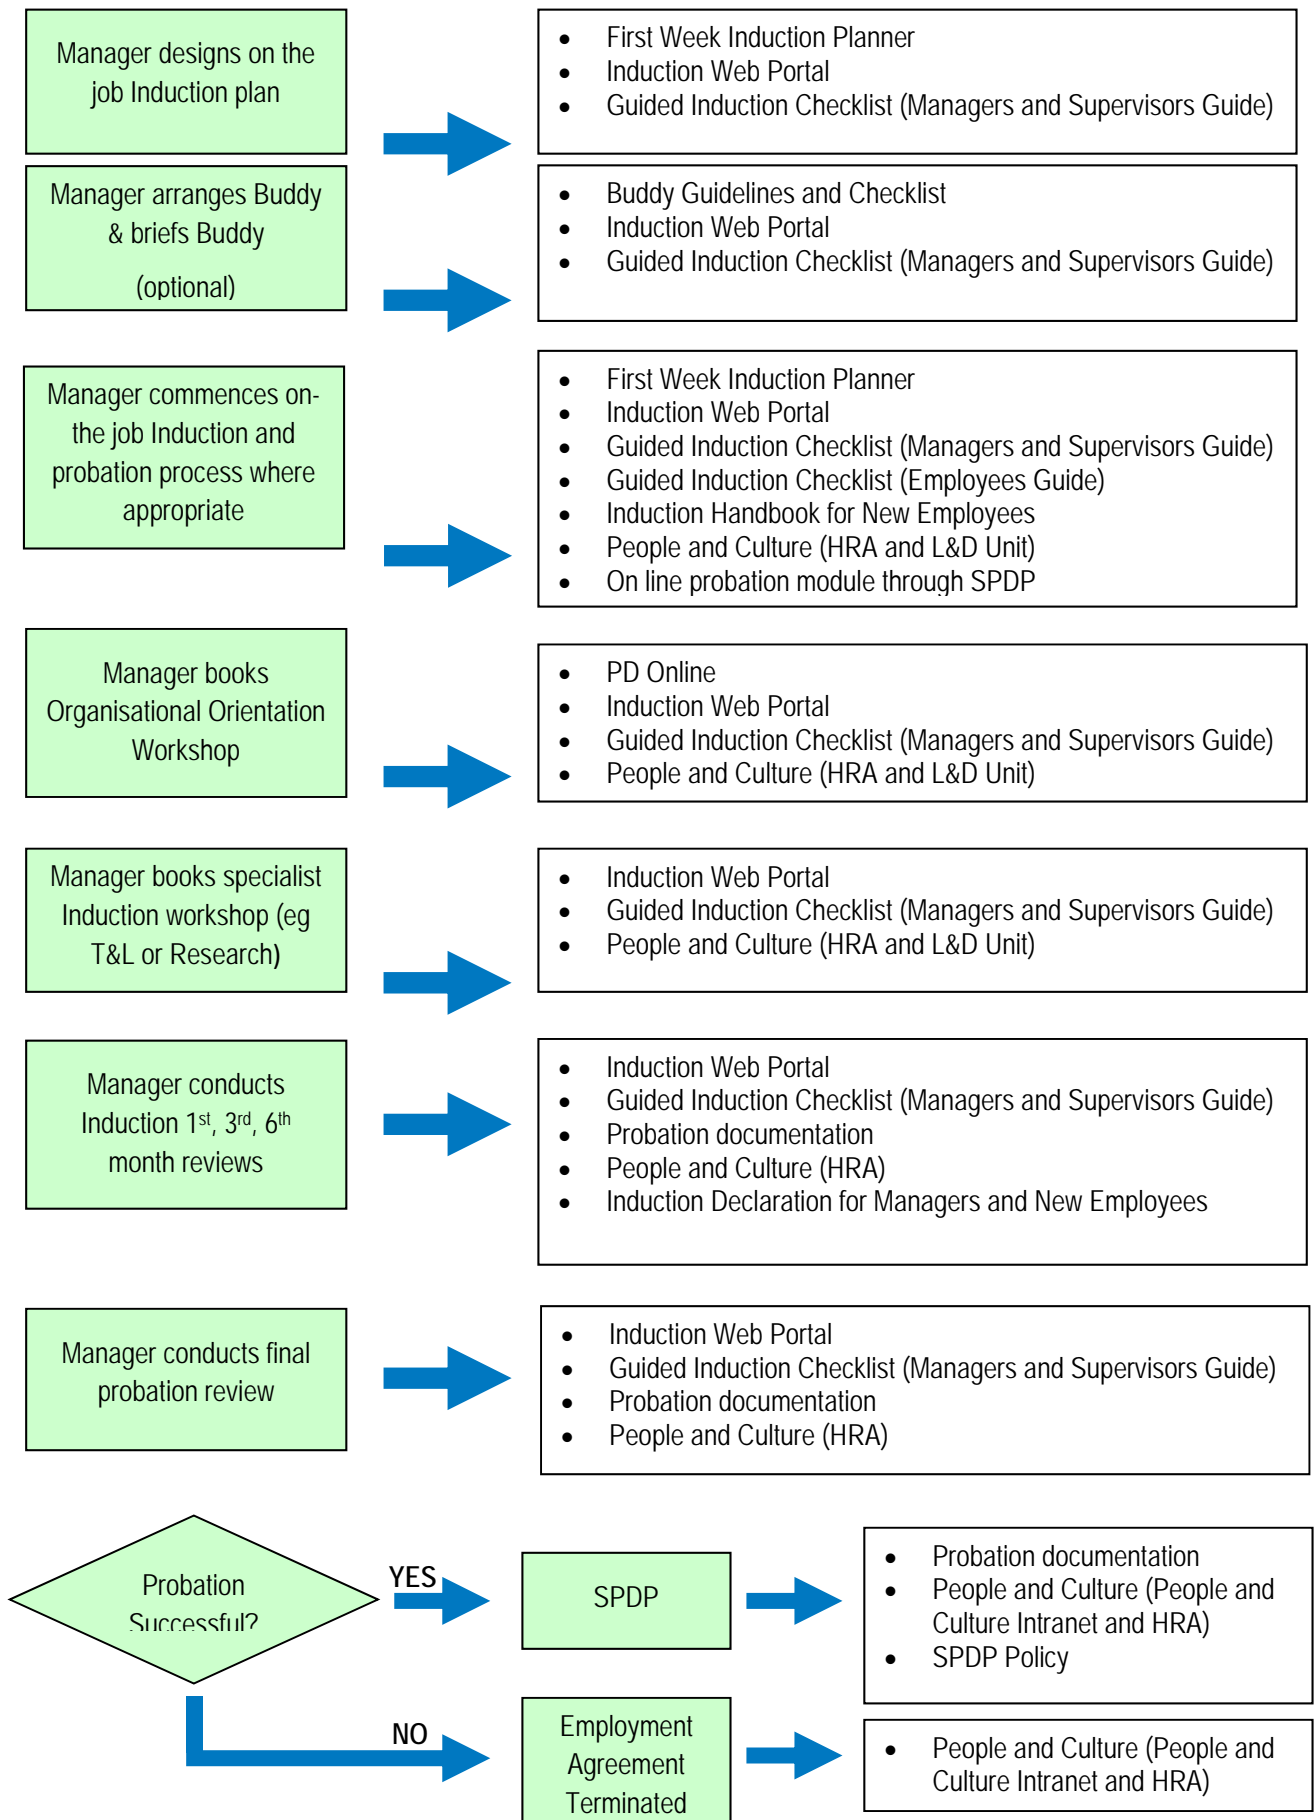 Manager designs on the
job Induction plan
• First Week Induction Planner
• Induction Web Portal
• Guided Induction Checklist (Managers and Supervisors Guide)
Manager arranges Buddy
& briefs Buddy
(optional)
• Buddy Guidelines and Checklist
• Induction Web Portal
• Guided Induction Checklist (Managers and Supervisors Guide)
Manager commences on-
the job Induction and
probation process where
appropriate
• First Week Induction Planner
• Induction Web Portal
• Guided Induction Checklist (Managers and Supervisors Guide)
• Guided Induction Checklist (Employees Guide)
• Induction Handbook for New Employees
• People and Culture (HRA and L&D Unit)
• On line probation module through SPDP
Manager books
Organisational Orientation
Workshop
• PD Online
• Induction Web Portal
• Guided Induction Checklist (Managers and Supervisors Guide)
• People and Culture (HRA and L&D Unit)
Manager books specialist
Induction workshop (eg
T&L or Research)
• Induction Web Portal
• Guided Induction Checklist (Managers and Supervisors Guide)
• People and Culture (HRA and L&D Unit)
Manager conducts
Induction 1st, 3rd, 6th
month reviews
• Induction Web Portal
• Guided Induction Checklist (Managers and Supervisors Guide)
• Probation documentation
• People and Culture (HRA)
• Induction Declaration for Managers and New Employees
Manager conducts final
probation review
• Induction Web Portal
• Guided Induction Checklist (Managers and Supervisors Guide)
• Probation documentation
• People and Culture (HRA)
Probation
Successful?
YES
SPDP
• Probation documentation
• People and Culture (People and
Culture Intranet and HRA)
• SPDP Policy
NO
Employment
Agreement
Terminated
• People and Culture (People and
Culture Intranet and HRA)